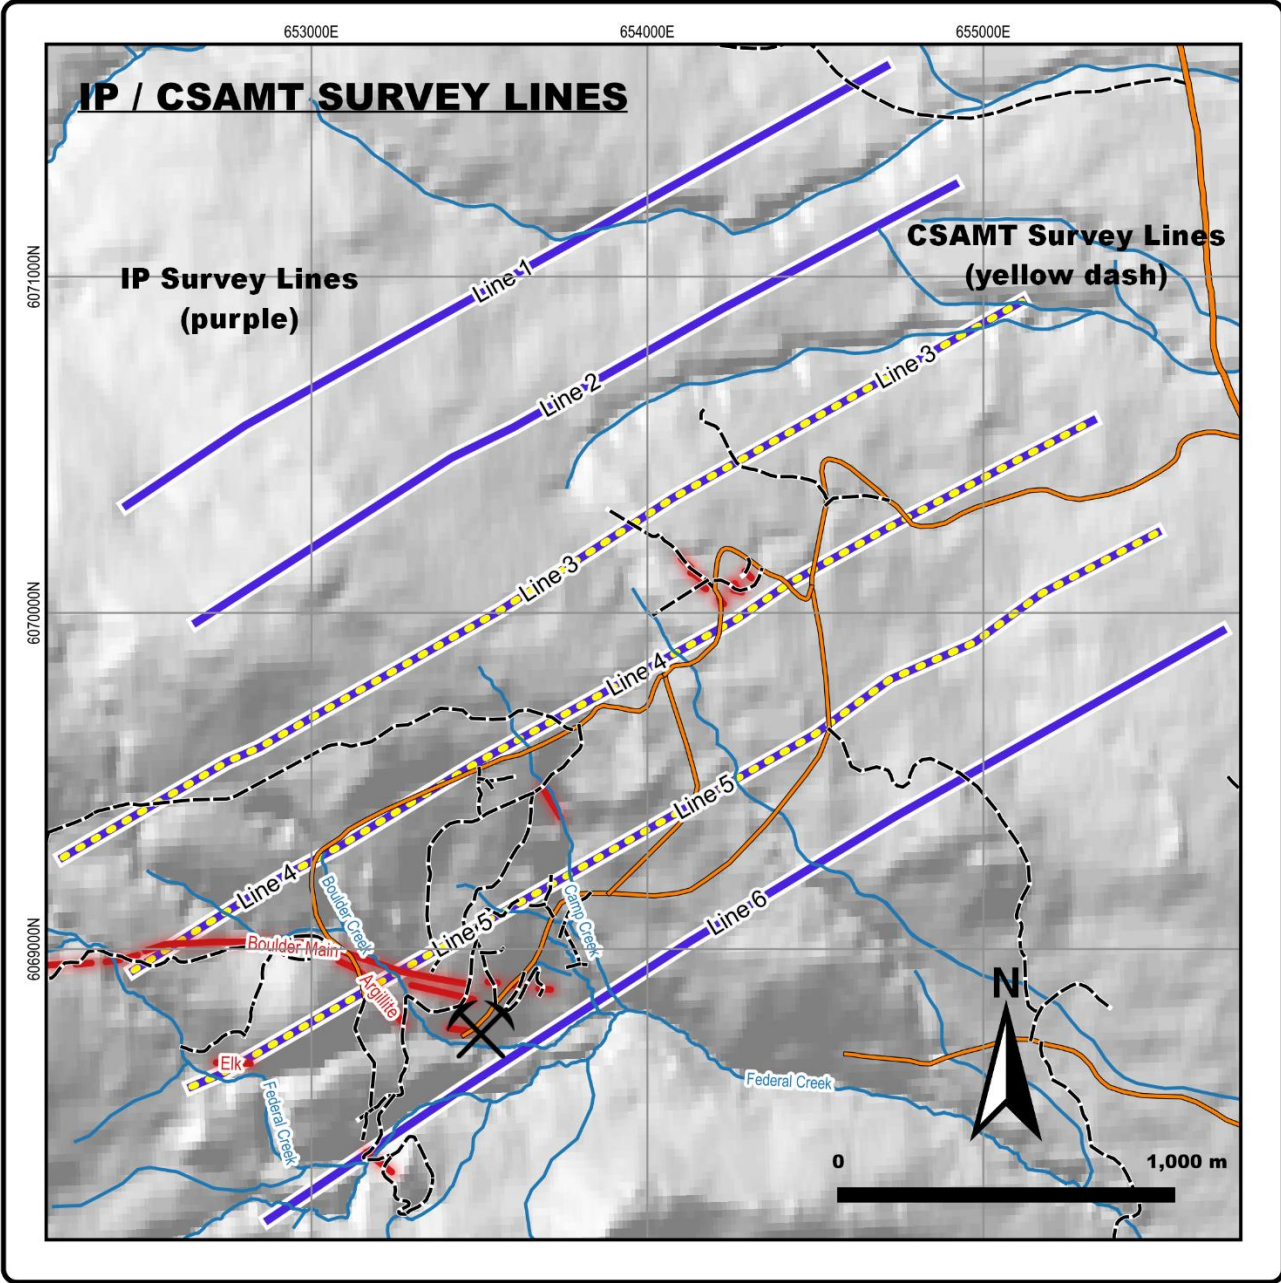 653000E
654000E
655000E
IP / CSAMT SURVEY LINES
6071000N
6070000N
6069000N
IP Survey Lines
(purple)
CSAMT Survey Lines
(yellow dash)
Line 1
Line 2
Line 3
Line 3
Line 4
Line 4
Line 5
Line 5
Line 6
Boulder Creek
Camp Creek
Boulder Main
Argillite
Elk
Federal Creek
Federal Creek
N
0
1,000 m